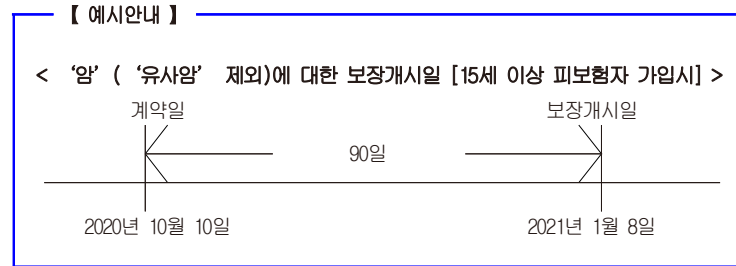 【 예시안내 】
< ‘암’ ( ‘유사암’ 제외)에 대한 보장개시일 [15세 이상 피보험자 가입시] >
계약일 보장개시일
90일
2020년 10월 10일 2021년 1월 8일